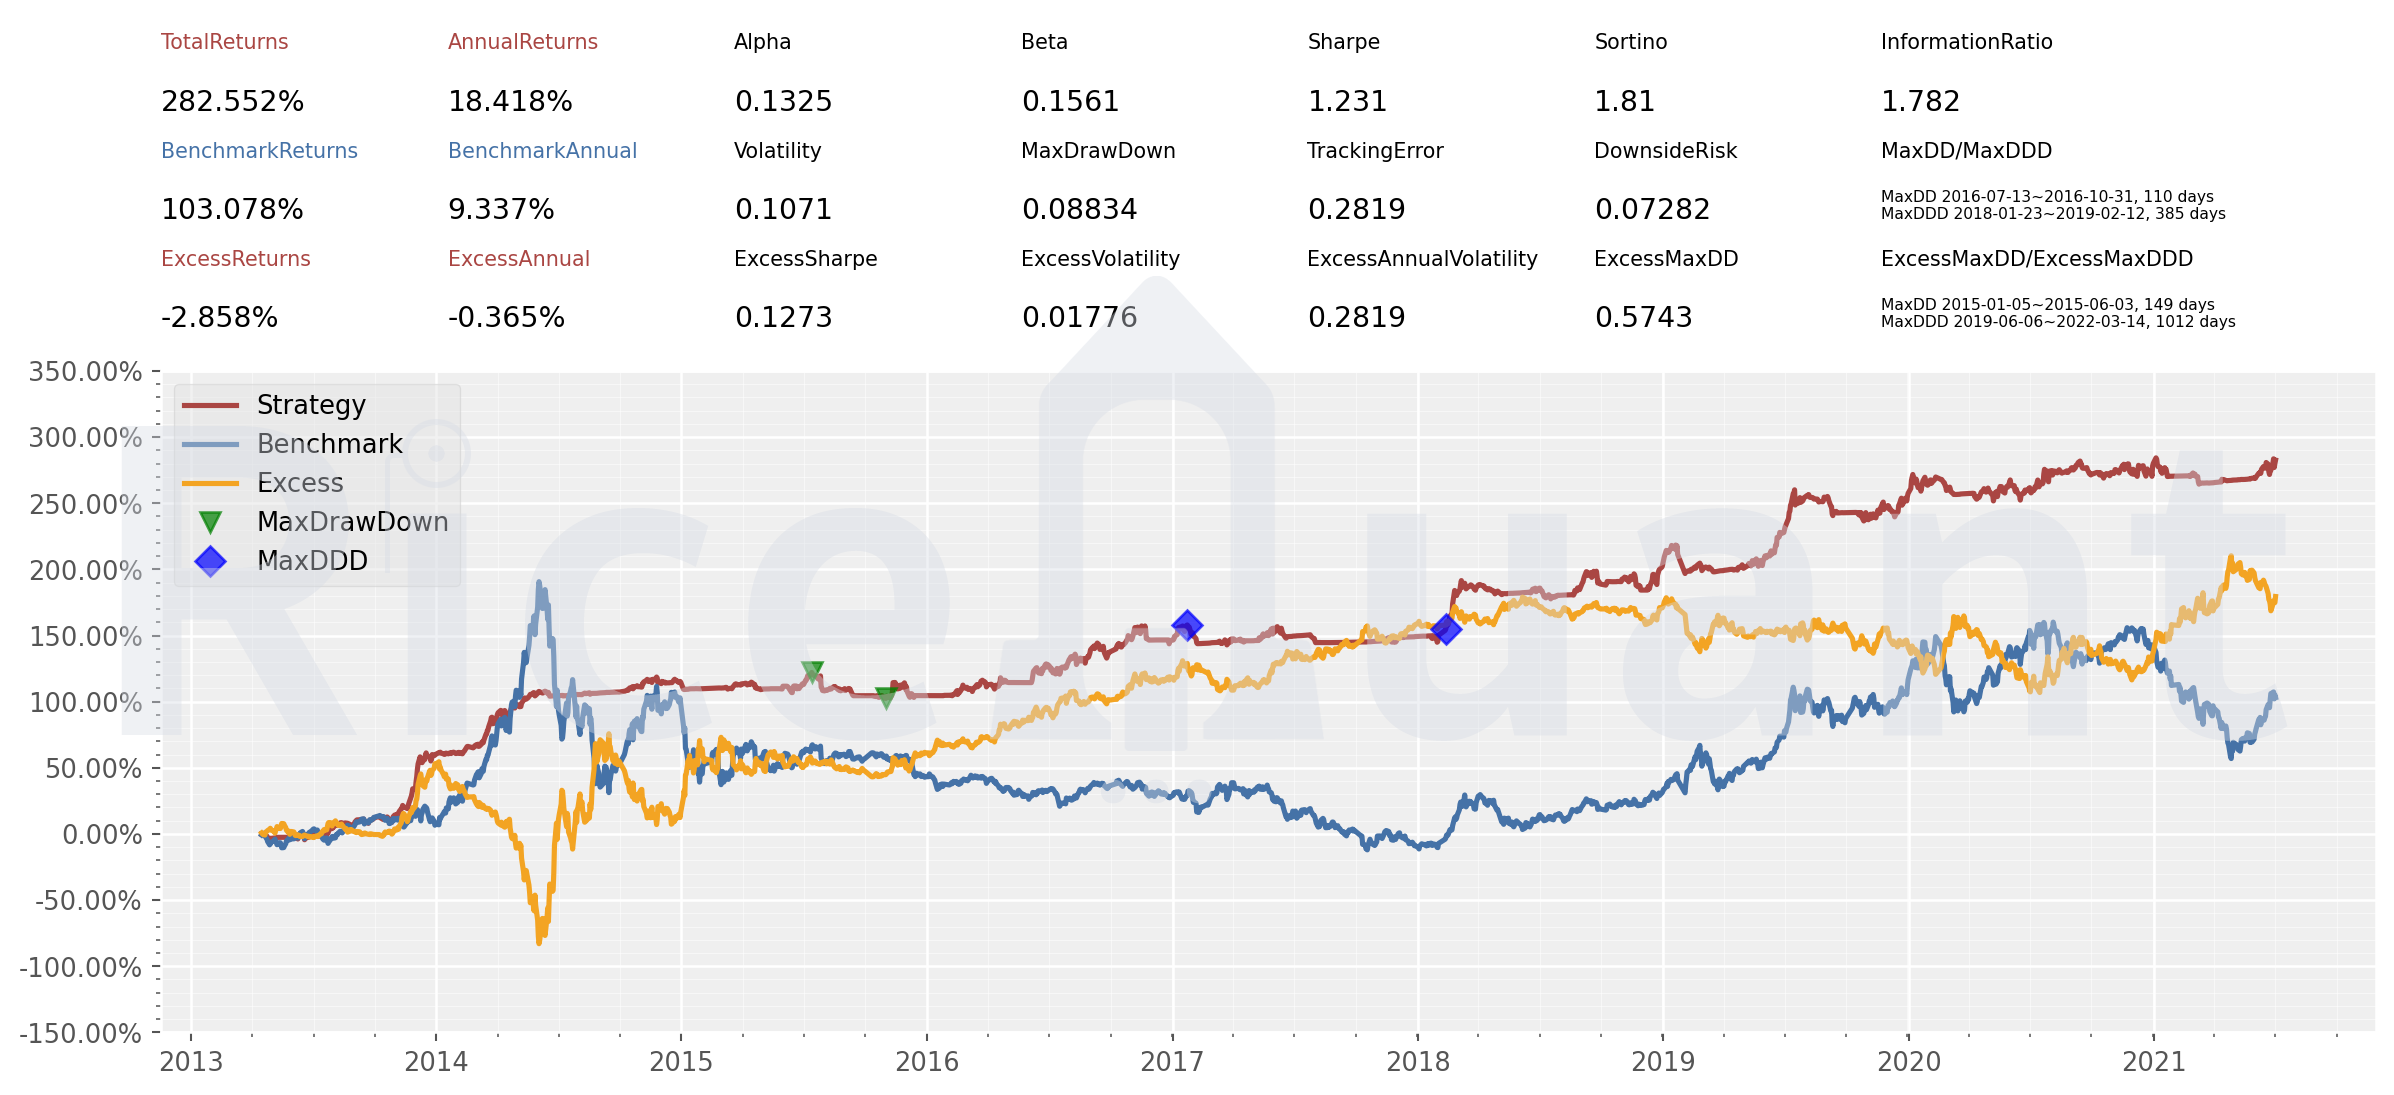 TotalReturns AnnualReturns Alpha Beta Sharpe Sortino InformationRatio
282.552% 18.418% 0.1325 0.1561 1.231 1.81 1.782
BenchmarkReturns BenchmarkAnnual Volatility MaxDrawDown TrackingError DownsideRisk MaxDD/MaxDDD
103.078% 9.337% 0.1071 0.08834 0.2819 0.07282 MaxDD 2016-07-13~2016-10-31, 110 days
MaxDDD 2018-01-23~2019-02-12, 385 days
ExcessReturns ExcessAnnual ExcessSharpe ExcessVolatility ExcessAnnualVolatility ExcessMaxDD ExcessMaxDD/ExcessMaxDDD
-2.858% -0.365% 0.1273 0.01776 0.2819 0.5743 MaxDD 2015-01-05~2015-06-03, 149 days
MaxDDD 2019-06-06~2022-03-14, 1012 days
350.00%
300.00%
250.00%
200.00%
150.00%
100.00%
50.00%
0.00%
-50.00%
-100.00%
-150.00%
Strategy
Benchmark
Excess
MaxDrawDown
MaxDDD
RiceQuant
2013 2014 2015 2016 2017 2018 2019 2020 2021